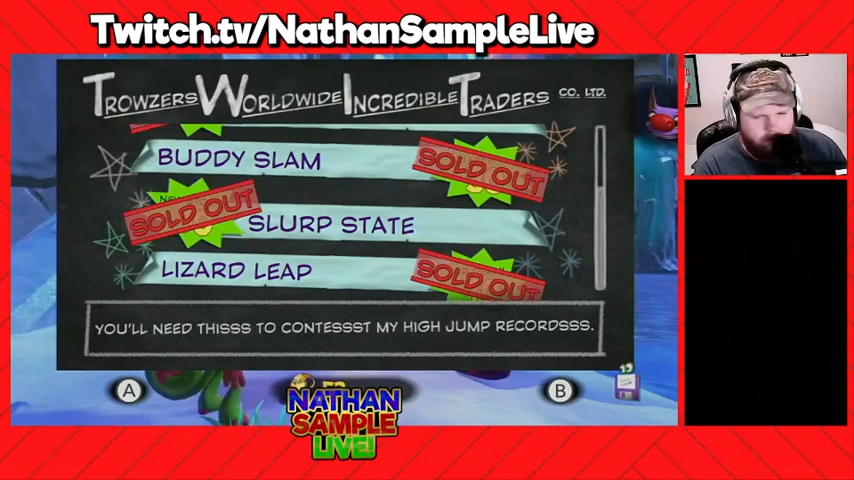 Twitch.tv/NathanSampleLive
TROWZERS WORLDWIDE INCREDIBLE TRADERS CO. LTD.
BUDDY SLAM
SOLD OUT
SOLD OUT
SLURP STATE
LIZARD LEAP
SOLD OUT
YOU'LL NEED THISSS TO CONTESSST MY HIGH JUMP RECORDSSS.
A
B
NATHAN
SAMPLE
LIVE!